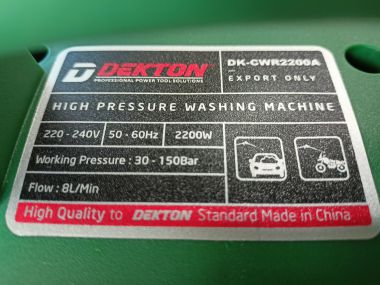 DEKTON
PROFESSIONAL POWER TOOL SOLUTIONS
DK-CWR2200A
EXPORT ONLY
HIGH PRESSURE WASHING MACHINE
220 - 240V 50 - 60Hz 2200W
Working Pressure : 30 - 150Bar
Flow : 8L/Min
High Quality to DEKTON Standard Made in China